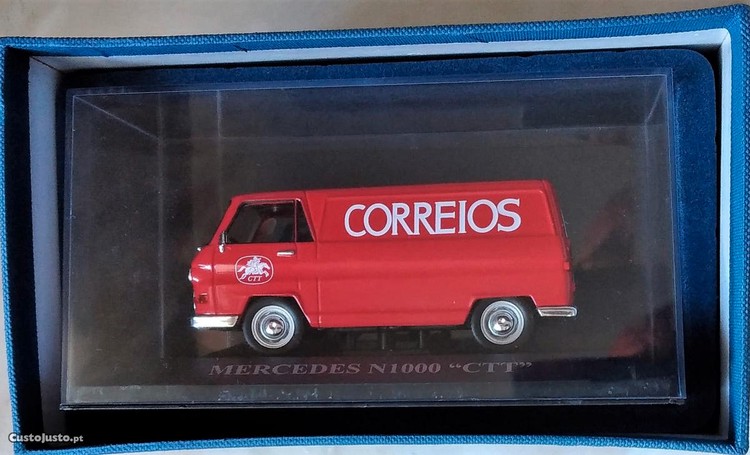 CORREIOS
CTT
MERCEDES N1000 “CTT”
CustoJusto.pt